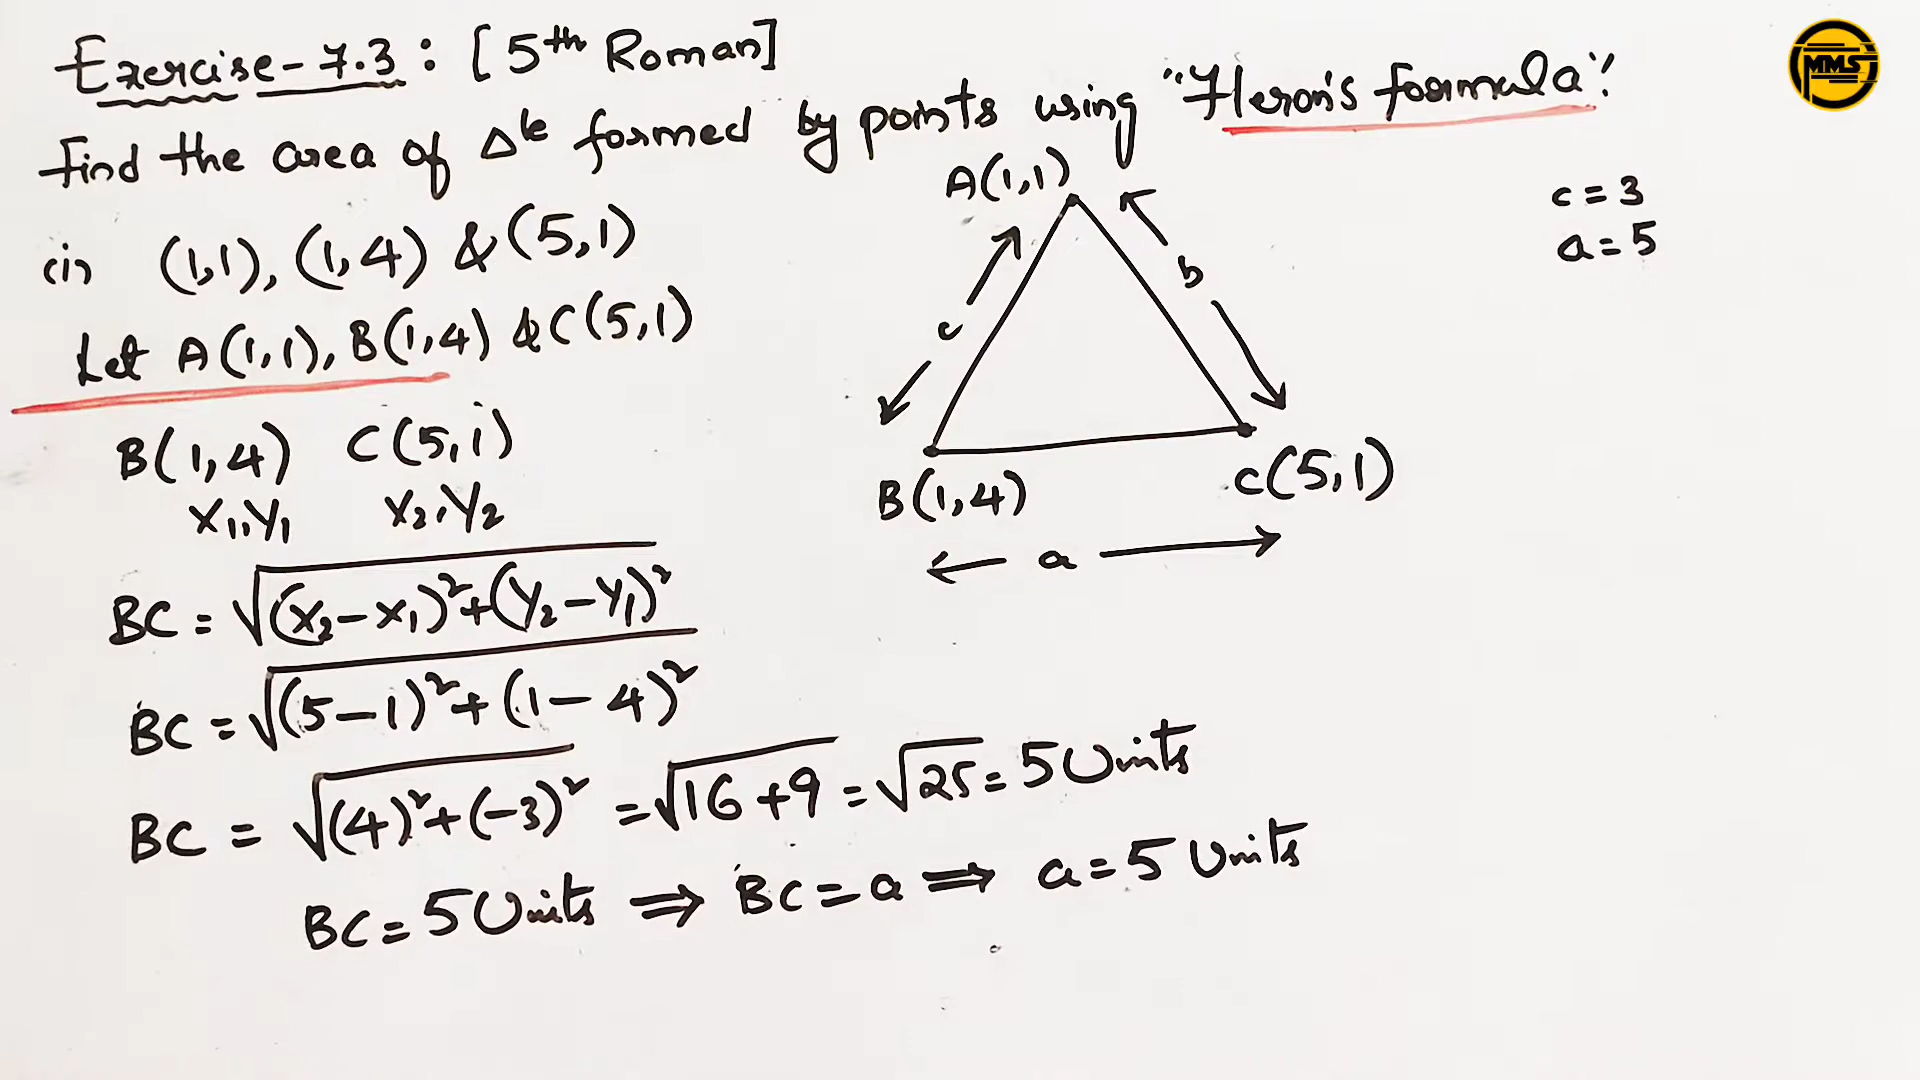 Exercise-7.3 : [5th Roman]
Find the area of Δle formed by points using "Heron's formula".
(i) (1,1), (1,4) & (5,1)
Let A(1,1), B(1,4) & C(5,1)
B(1,4) C(5,1)
x₁,y₁ x₂,y₂
BC = √(x₂-x₁)²+(y₂-y₁)²
BC = √(5-1)²+(1-4)²
BC = √(4)²+(-3)² = √16+9 = √25 = 5 Units
BC = 5 Units ⇒ BC = a ⇒ a = 5 Units
A(1,1)
c
b
B(1,4)
C(5,1)
a
c = 3
a = 5
MMS